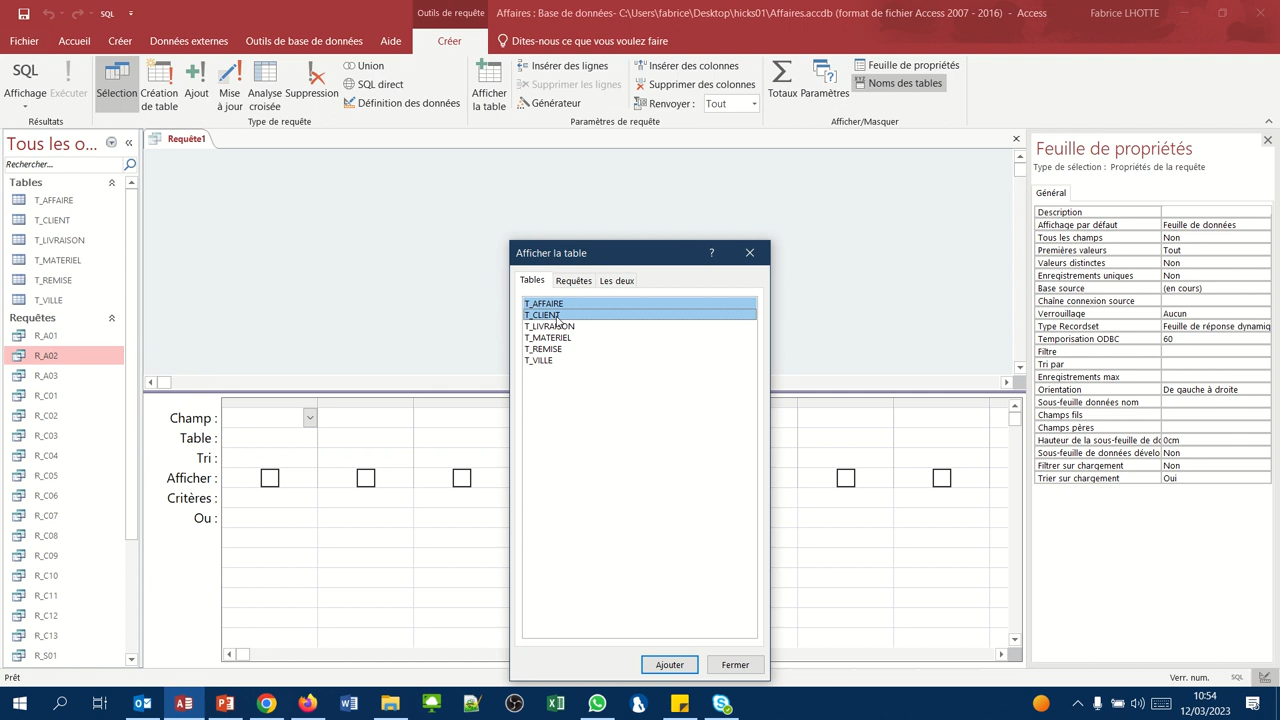 SQL
Outils de requête
Affaires : Base de données- C:\Users\fabrice\Desktop\hicks01\Affaires.accdb (format de fichier Access 2007 - 2016) - Access
Fabrice LHOTTE
Fichier
Accueil
Créer
Données externes
Outils de base de données
Aide
Créer
Dites-nous ce que vous voulez faire
SQL
Affichage
Exécuter
Résultats
Sélection
Création de table
Ajout
Mise à jour
Analyse croisée
Suppression
Union
SQL direct
Définition des données
Type de requête
Afficher la table
Insérer des lignes
Supprimer les lignes
Générateur
Insérer des colonnes
Supprimer des colonnes
Renvoyer :
Tout
Paramètres de requête
Totaux
Paramètres
Feuille de propriétés
Noms des tables
Afficher/Masquer
Tous les o...
Rechercher...
Tables
T_AFFAIRE
T_CLIENT
T_LIVRAISON
T_MATERIEL
T_REMISE
T_VILLE
Requêtes
R_A01
R_A02
R_A03
R_C01
R_C02
R_C03
R_C04
R_C05
R_C06
R_C07
R_C08
R_C09
R_C10
R_C11
R_C12
R_C13
R_S01
Requête1
Champ :
Table :
Tri :
Afficher :
Critères :
Ou :
Afficher la table
?
Tables
Requêtes
Les deux
T_AFFAIRE
T_CLIENT
T_LIVRAISON
T_MATERIEL
T_REMISE
T_VILLE
Ajouter
Fermer
Feuille de propriétés
Type de sélection : Propriétés de la requête
Général
Description
Affichage par défaut Feuille de données
Tous les champs Non
Premières valeurs Tout
Valeurs distinctes Non
Enregistrements uniques Non
Base source (en cours)
Chaîne connexion source
Verrouillage Aucun
Type Recordset Feuille de réponse dynamiq
Temporisation ODBC 60
Filtre
Tri par
Enregistrements max
Orientation De gauche à droite
Sous-feuille données nom
Champs fils
Champs pères
Hauteur de la sous-feuille de do 0cm
Sous-feuille de données dévelo Non
Filtrer sur chargement Non
Trier sur chargement Oui
Prêt
Verr. num.
SQL
10:54
12/03/2023